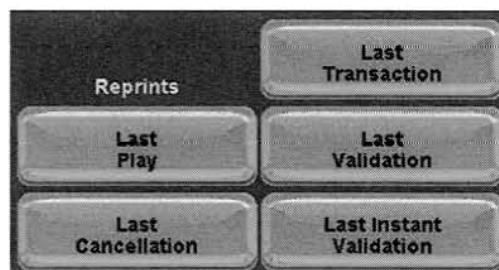 Last
Transaction
Reprints
Last
Play
Last
Validation
Last
Cancellation
Last Instant
Validation